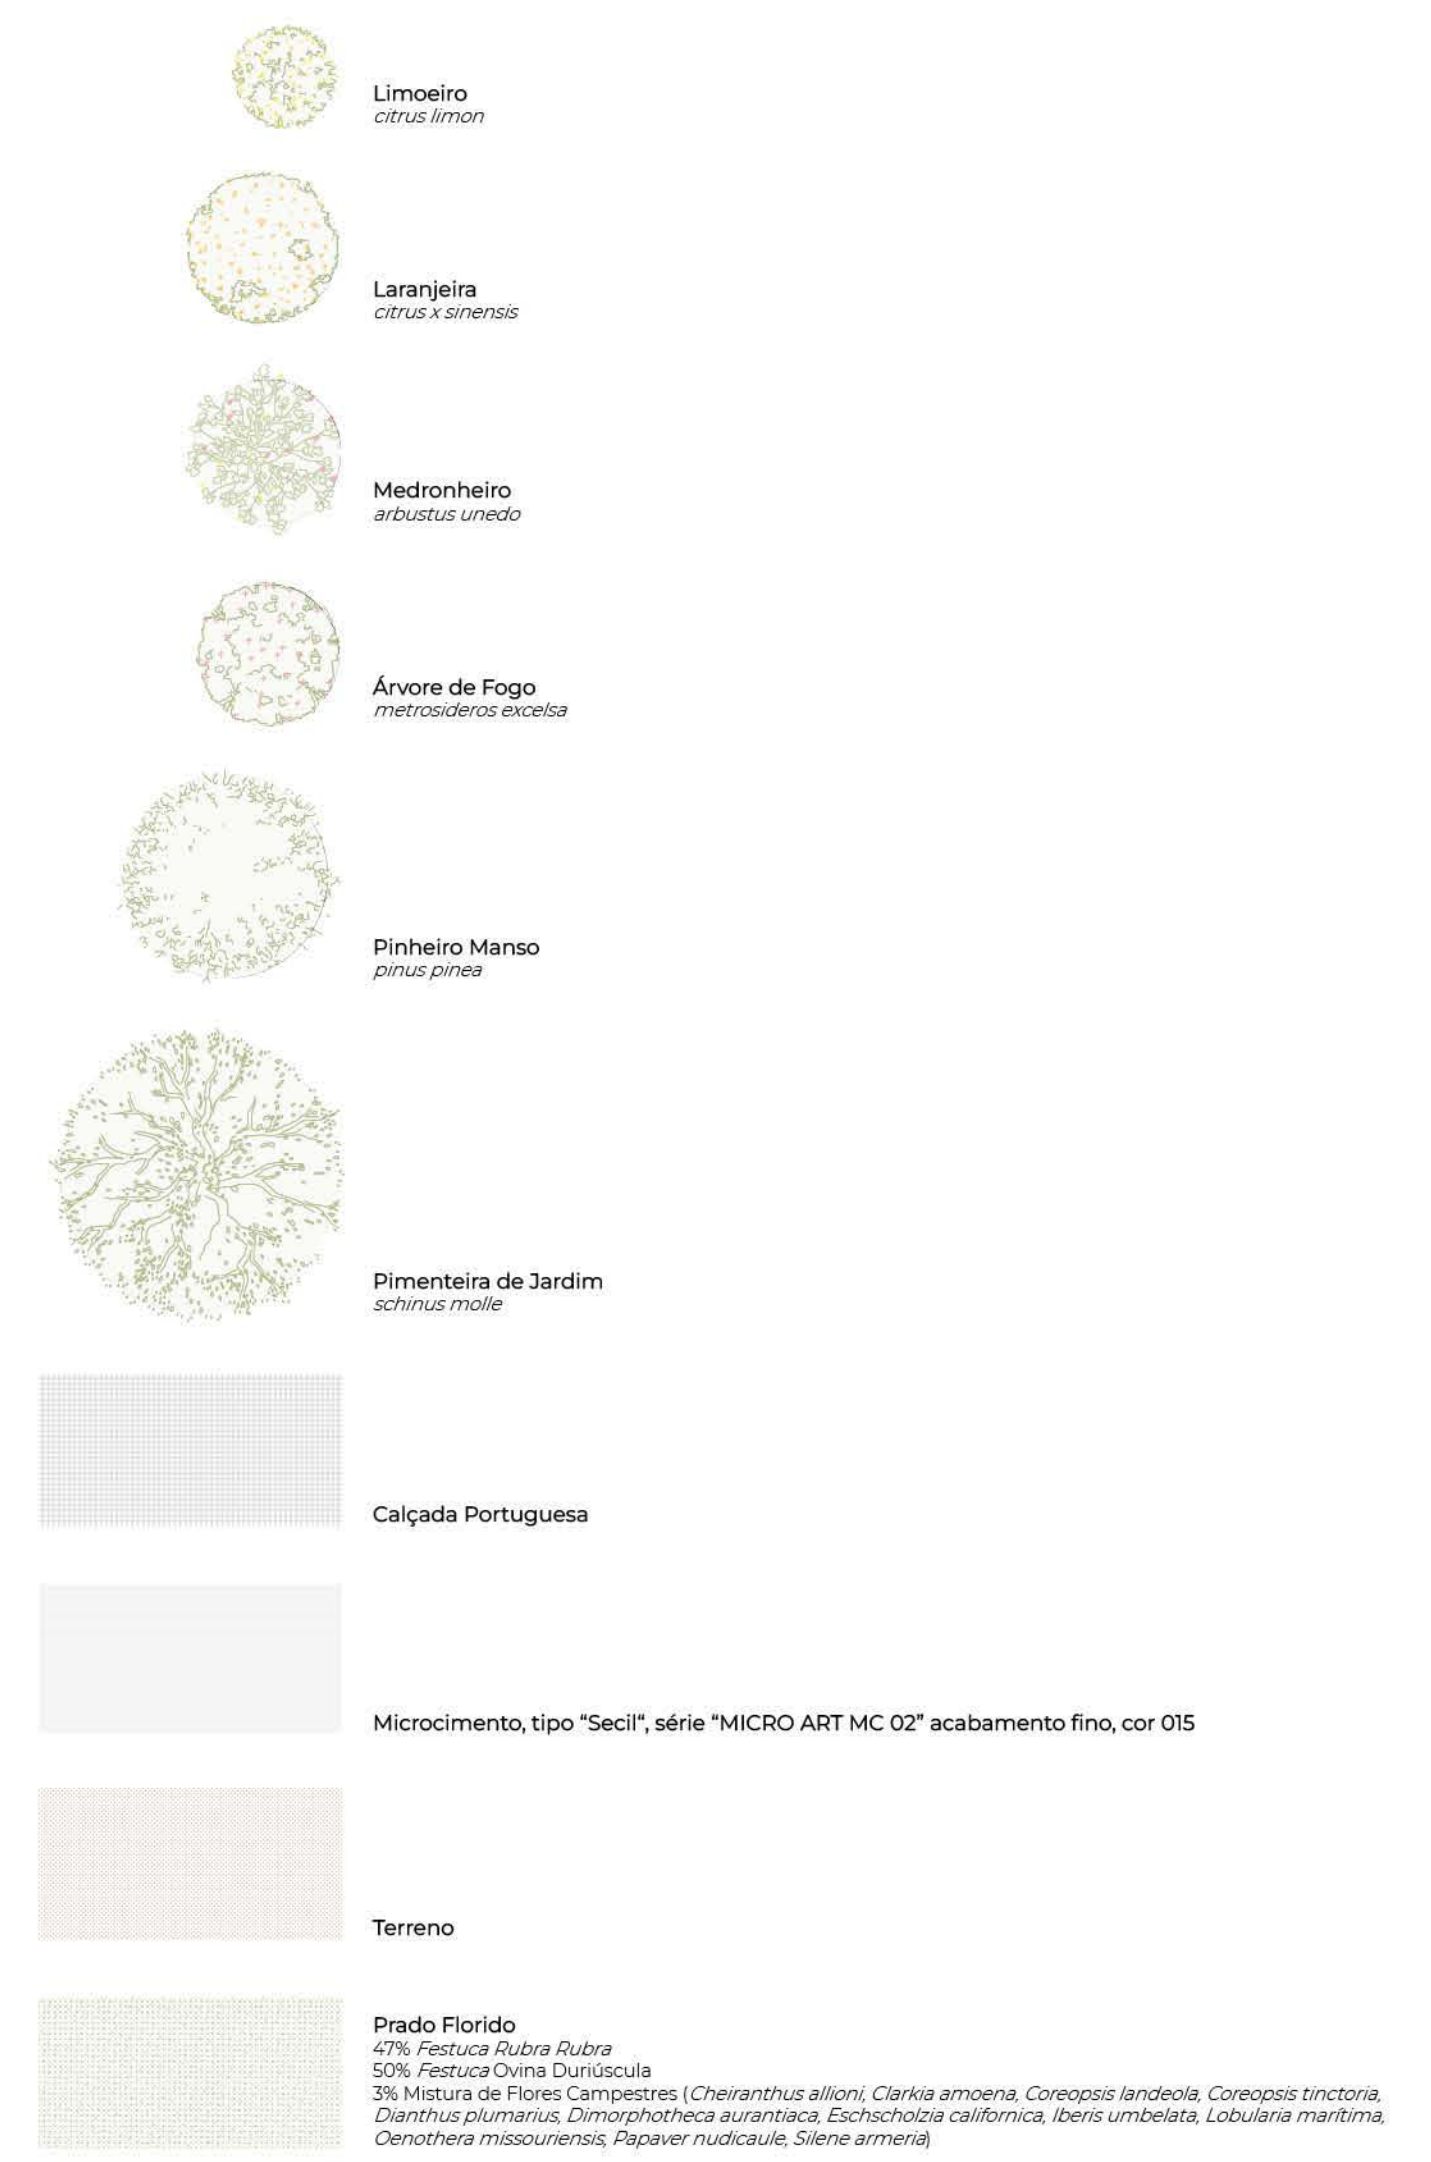 Limoeiro
citrus limon
Laranjeira
citrus x sinensis
Medronheiro
arbustus unedo
Árvore de Fogo
metrosideros excelsa
Pinheiro Manso
pinus pinea
Pimenteira de Jardim
schinus molle
Calçada Portuguesa
Microcimento, tipo “Secil“, série “MICRO ART MC 02” acabamento fino, cor 015
Terreno
Prado Florido
47% Festuca Rubra Rubra
50% Festuca Ovina Duriúscula
3% Mistura de Flores Campestres (Cheiranthus allioni, Clarkia amoena, Coreopsis landeola, Coreopsis tinctoria,
Dianthus plumarius, Dimorphotheca aurantiaca, Eschscholzia californica, Iberis umbelata, Lobularia marítima,
Oenothera missouriensis, Papaver nudicaule, Silene armeria)